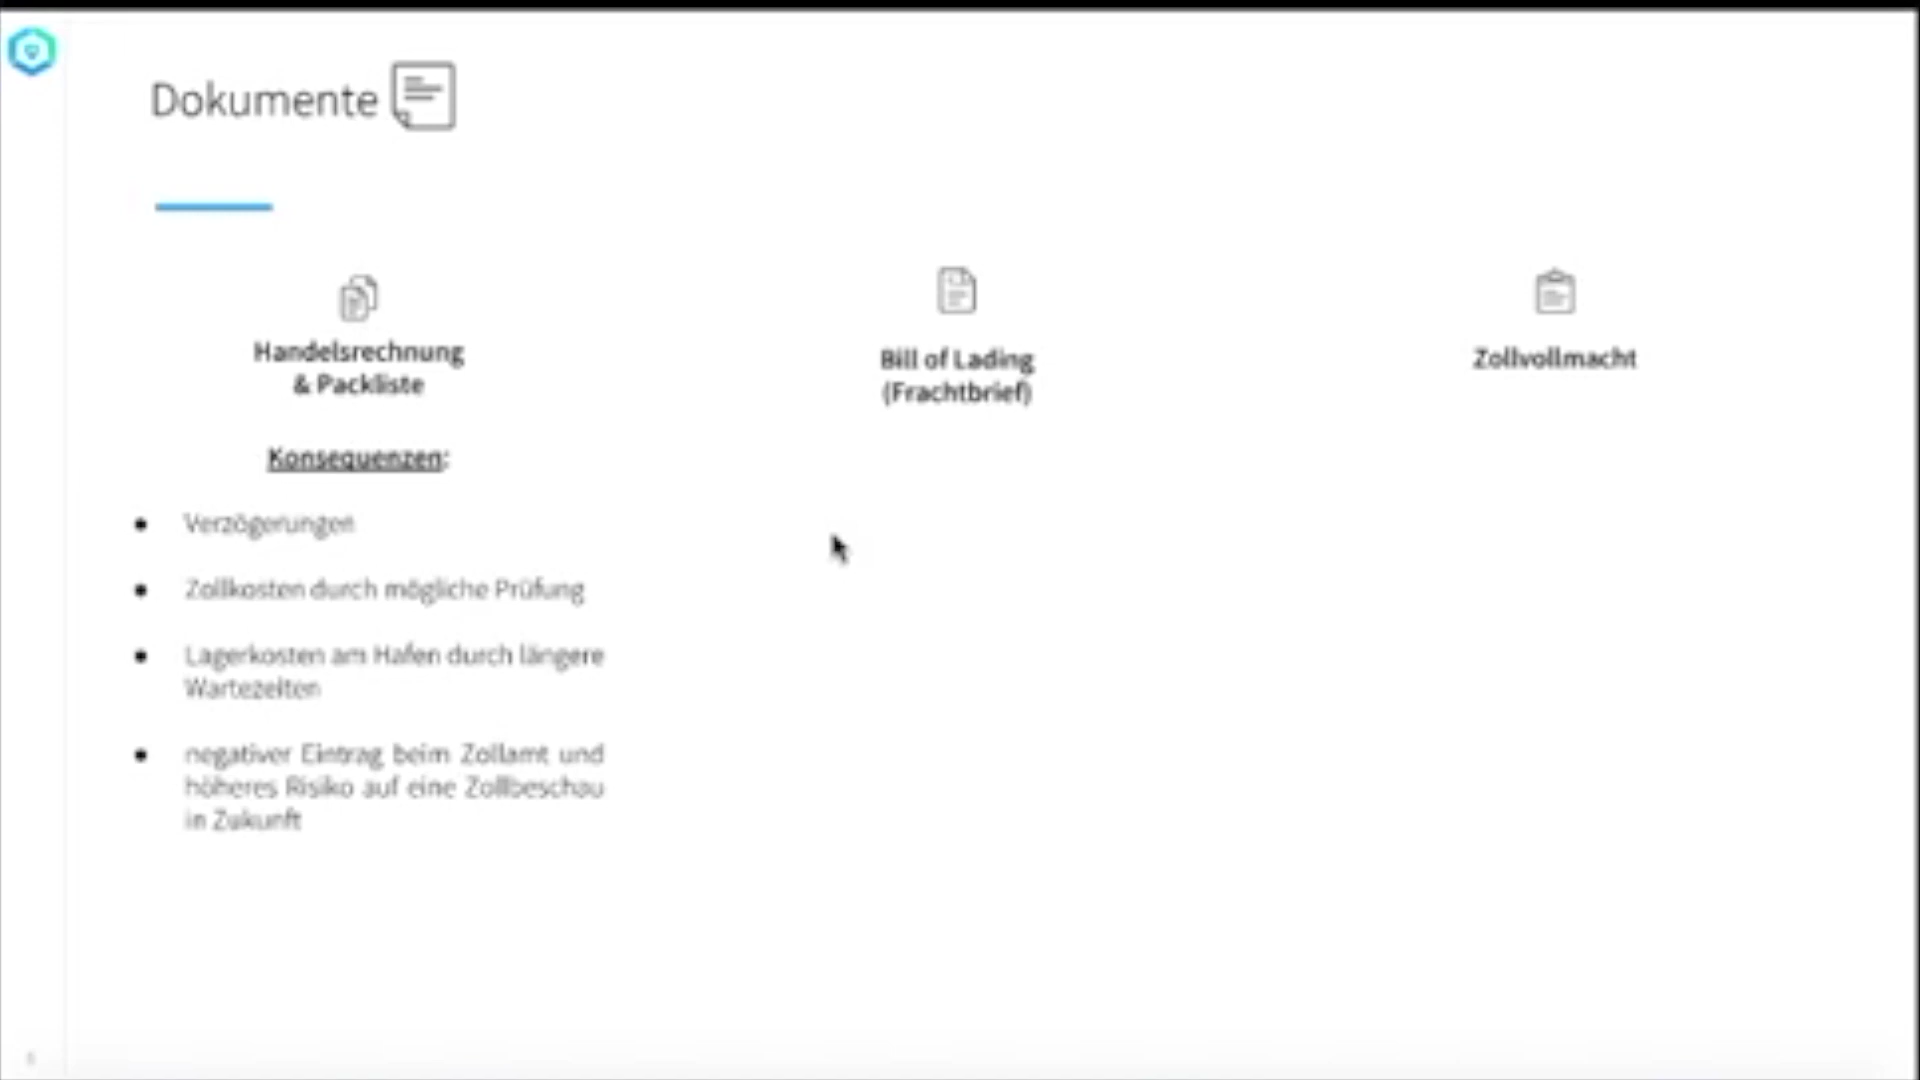 Dokumente
Handelsrechnung
& Packliste
Konsequenzen:
Verzögerungen
Zollkosten durch mögliche Prüfung
Lagerkosten am Hafen durch längere
Wartezeiten
negativer Eintrag beim Zollamt und
höheres Risiko auf eine Zollbeschau
in Zukunft
Bill of Lading
(Frachtbrief)
Zollvollmacht